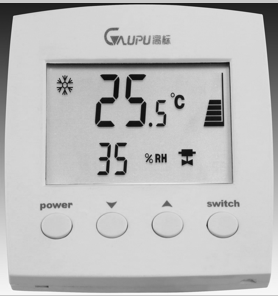 GAUPU 高标
25.5°C
35 %RH
power ▼ ▲ switch